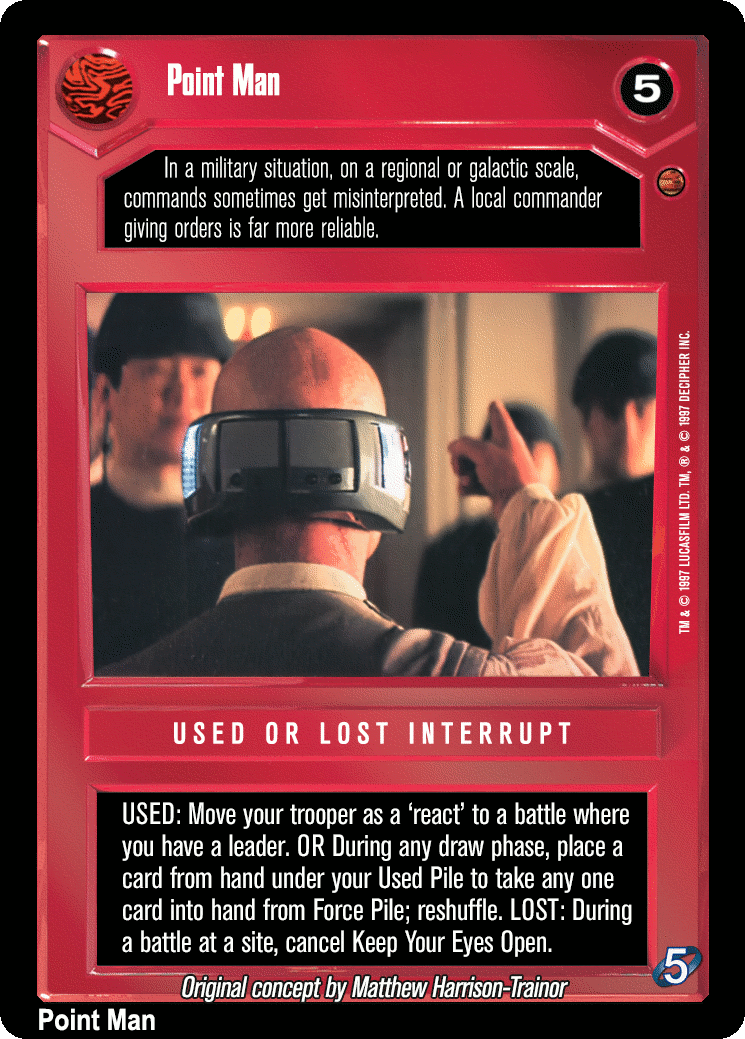 Point Man
5
In a military situation, on a regional or galactic scale,
commands sometimes get misinterpreted. A local commander
giving orders is far more reliable.
TM & © 1997 LUCASFILM LTD. TM, ® & © 1997 DECIPHER INC.
USED OR LOST INTERRUPT
USED: Move your trooper as a ‘react’ to a battle where
you have a leader. OR During any draw phase, place a
card from hand under your Used Pile to take any one
card into hand from Force Pile; reshuffle. LOST: During
a battle at a site, cancel Keep Your Eyes Open.
5
Original concept by Matthew Harrison-Trainor
Point Man